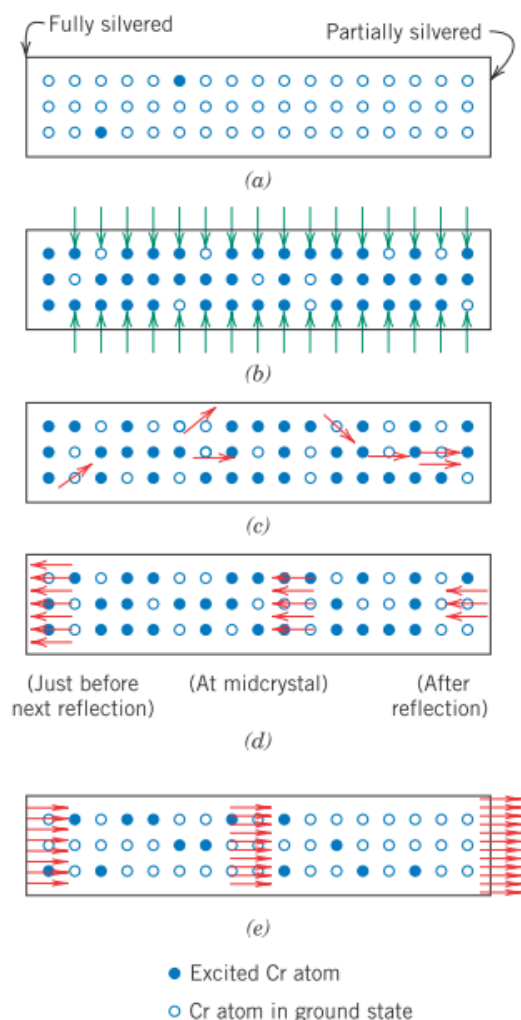 Fully silvered
Partially silvered
(a)
(b)
(c)
(Just before
next reflection)
(At midcrystal)
(After
reflection)
(d)
(e)
Excited Cr atom
Cr atom in ground state